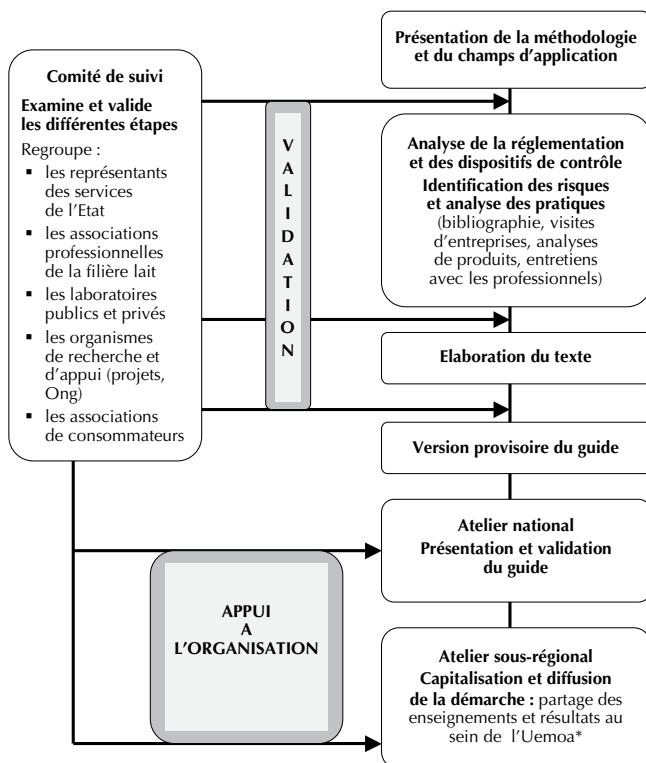 Comité de suivi
Examine et valide
les différentes étapes
Regroupe :
▪ les représentants
des services
de l'Etat
▪ les associations
professionnelles
de la filière lait
▪ les laboratoires
publics et privés
▪ les organismes
de recherche et
d'appui (projets,
Ong)
▪ les associations
de consommateurs
VALIDATION
APPUI
A
L'ORGANISATION
Présentation de la méthodologie
et du champs d'application
Analyse de la réglementation
et des dispositifs de contrôle
Identification des risques
et analyse des pratiques
(bibliographie, visites
d'entreprises, analyses
de produits, entretiens
avec les professionnels)
Elaboration du texte
Version provisoire du guide
Atelier national
Présentation et validation
du guide
Atelier sous-régional
Capitalisation et diffusion
de la démarche : partage des
enseignements et résultats au
sein de l'Uemoa*